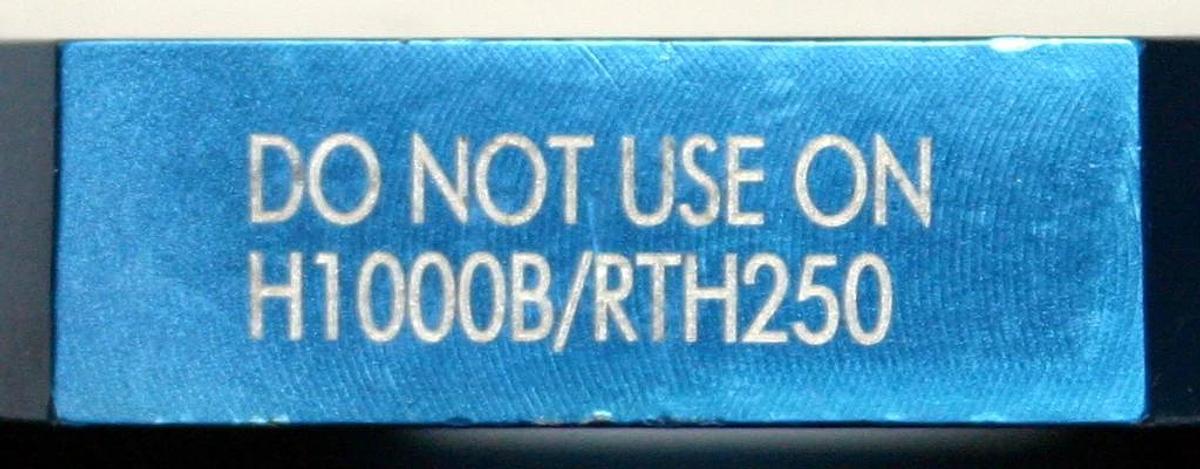 DO NOT USE ON
H1000B/RTH250